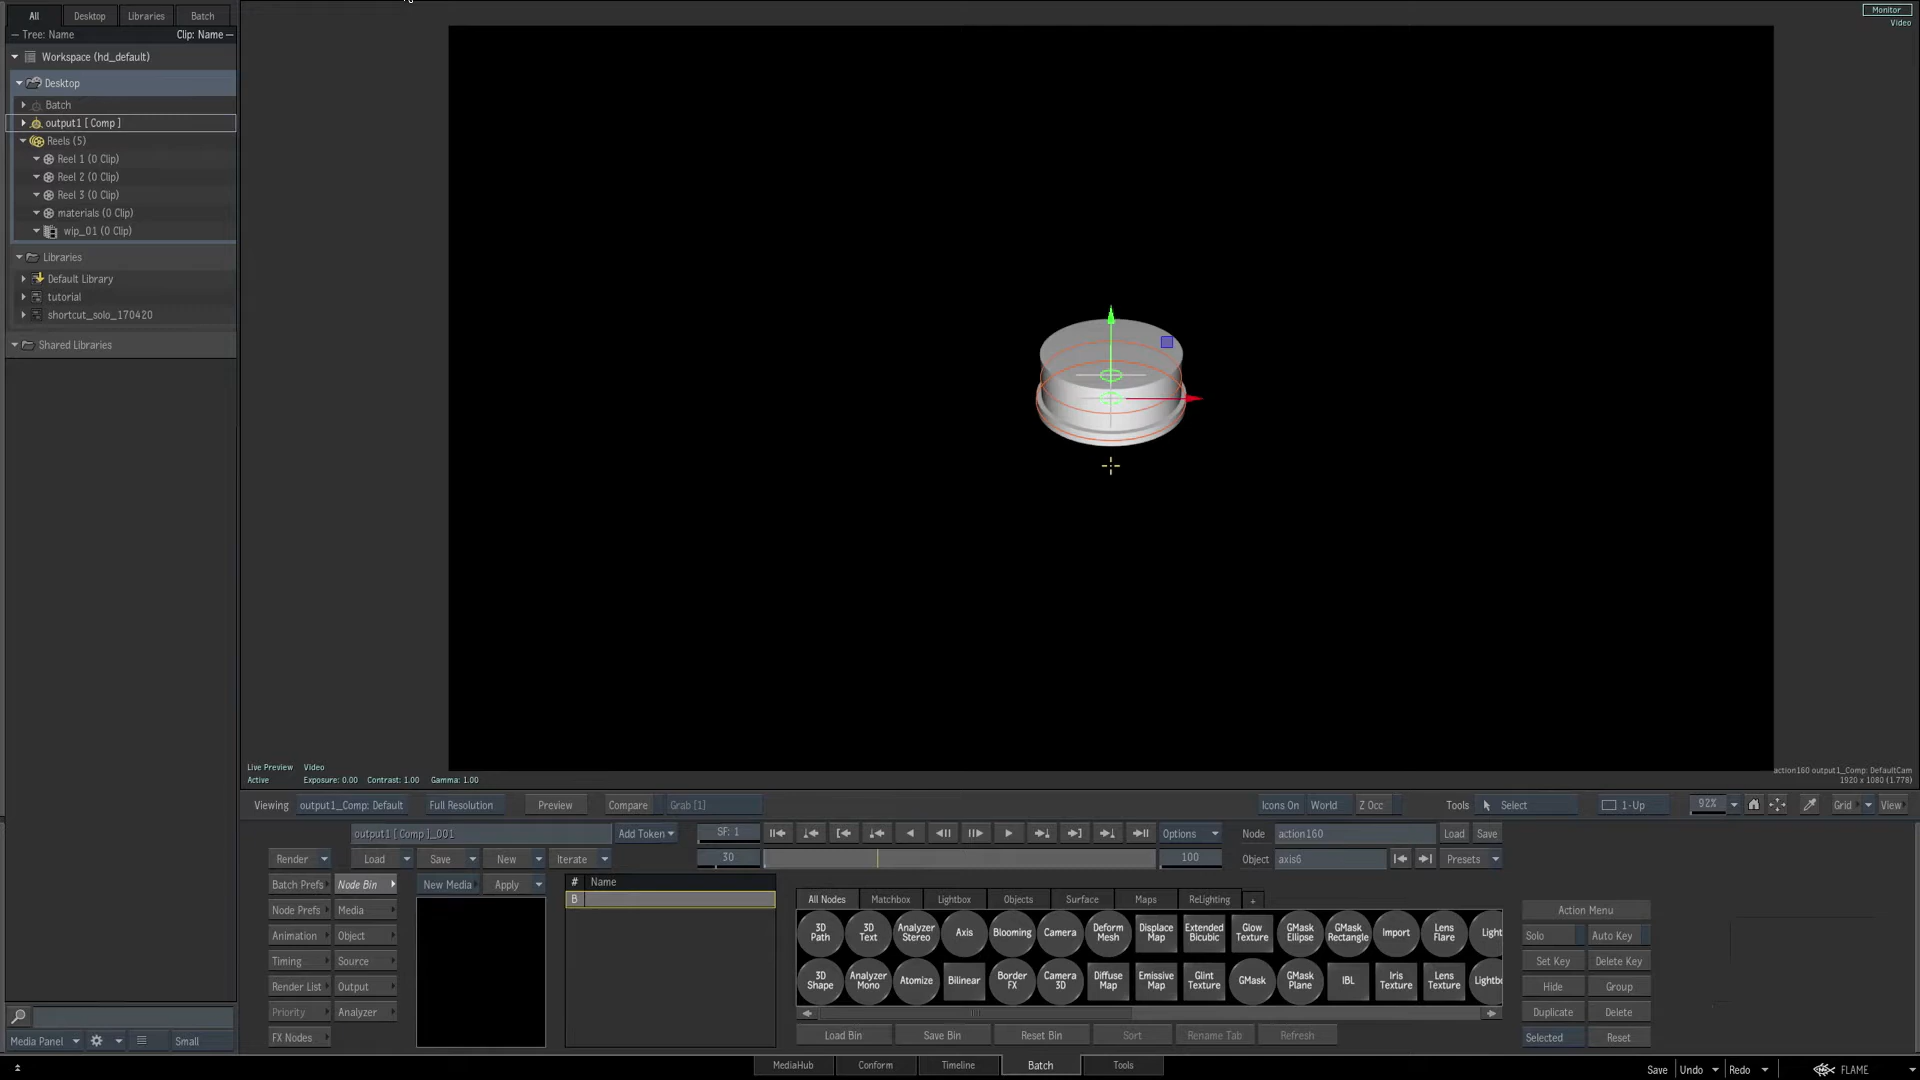 All Desktop Libraries Batch
Tree: Name Clip: Name
Workspace (hd_default)
Desktop
Batch
output1 [ Comp ]
Reels (5)
Reel 1 (0 Clip)
Reel 2 (0 Clip)
Reel 3 (0 Clip)
materials (0 Clip)
wip_01 (0 Clip)
Libraries
Default Library
tutorial
shortcut_solo_170420
Shared Libraries
Monitor
Video
Live Preview Video
Active Exposure: 0.00 Contrast: 1.00 Gamma: 1.00
action160 output1_Comp: DefaultCam
1920 x 1080 (1.778)
Viewing output1_Comp: Default Full Resolution Preview Compare Grab [1] Icons On World Z Occ Tools Select 1-Up 92% Grid View
output1 [ Comp ]_001 Add Token SF: 1 Options Node action160 Load Save
Render Load Save New Iterate 30 100 Object axis6 Presets
Batch Prefs Node Bin New Media Apply # Name
B
All Nodes Matchbox Lightbox Objects Surface Maps ReLighting +
Node Prefs Media
Animation Object
Timing Source
Render List Output
Priority Analyzer
FX Nodes
3D Path 3D Text Analyzer Stereo Axis Blooming Camera Deform Mesh Displace Map Extended Bicubic Glow Texture GMask Ellipse GMask Rectangle Import Lens Flare Light
3D Shape Analyzer Mono Atomize Bilinear Border FX Camera 3D Diffuse Map Emissive Map Glint Texture GMask GMask Plane IBL Iris Texture Lens Texture Lightbo
Load Bin Save Bin Reset Bin Sort Rename Tab Refresh
Action Menu
Solo Auto Key
Set Key Delete Key
Hide Group
Duplicate Delete
Selected Reset
Media Panel Small
MediaHub Conform Timeline Batch Tools
Save Undo Redo FLAME